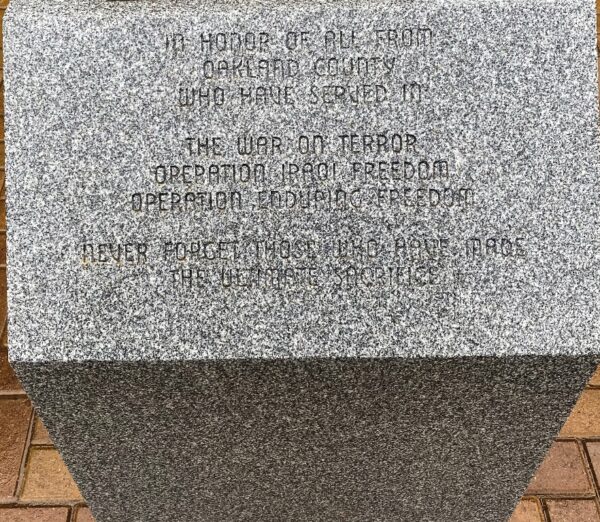 IN HONOR OF ALL FROM
OAKLAND COUNTY
WHO HAVE SERVED IN
THE WAR ON TERROR
OPERATION IRAQI FREEDOM
OPERATION ENDURING FREEDOM
NEVER FORGET THOSE WHO HAVE MADE
THE ULTIMATE SACRIFICE